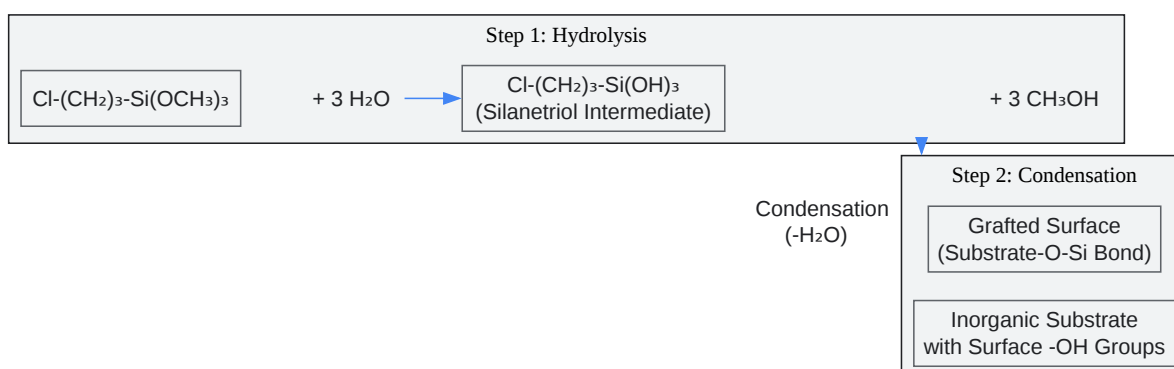 Step 1: Hydrolysis
Cl-(CH₂)₃-Si(OCH₃)₃
+ 3 H₂O
Cl-(CH₂)₃-Si(OH)₃
(Silanetriol Intermediate)
+ 3 CH₃OH
Step 2: Condensation
Condensation
(-H₂O)
Grafted Surface
(Substrate-O-Si Bond)
Inorganic Substrate
with Surface -OH Groups